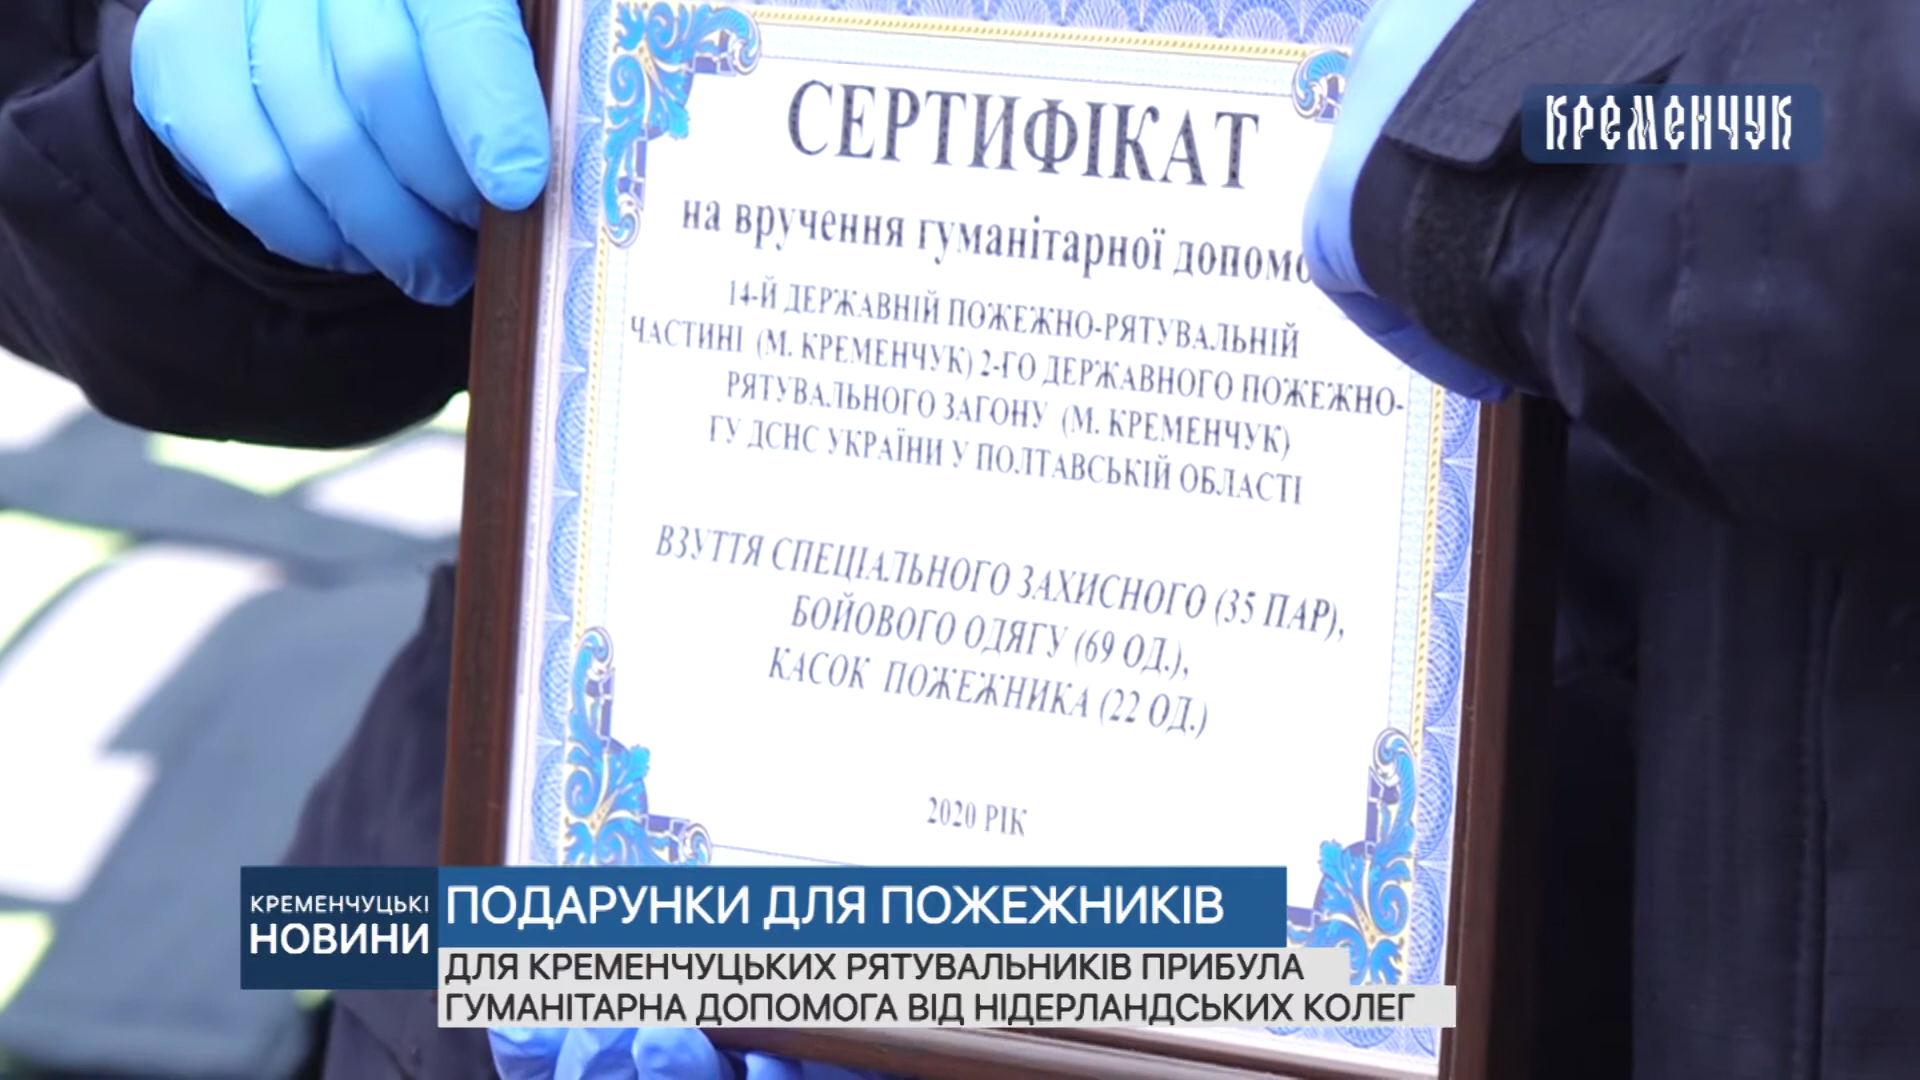 СЕРТИФІКАТ
КРЕМЕНЧУК
на вручення гуманітарної допомо
14-Й ДЕРЖАВНІЙ ПОЖЕЖНО-РЯТУВАЛЬНІЙ
ЧАСТИНІ (М. КРЕМЕНЧУК) 2-ГО ДЕРЖАВНОГО ПОЖЕЖНО-
РЯТУВАЛЬНОГО ЗАГОНУ (М. КРЕМЕНЧУК)
ГУ ДСНС УКРАЇНИ У ПОЛТАВСЬКІЙ ОБЛАСТІ
ВЗУТТЯ СПЕЦІАЛЬНОГО ЗАХИСНОГО (35 ПАР),
БОЙОВОГО ОДЯГУ (69 ОД.),
КАСОК ПОЖЕЖНИКА (22 ОД.)
2020 РІК
КРЕМЕНЧУЦЬКІ
НОВИНИ
ПОДАРУНКИ ДЛЯ ПОЖЕЖНИКІВ
ДЛЯ КРЕМЕНЧУЦЬКИХ РЯТУВАЛЬНИКІВ ПРИБУЛА
ГУМАНІТАРНА ДОПОМОГА ВІД НІДЕРЛАНДСЬКИХ КОЛЕГ